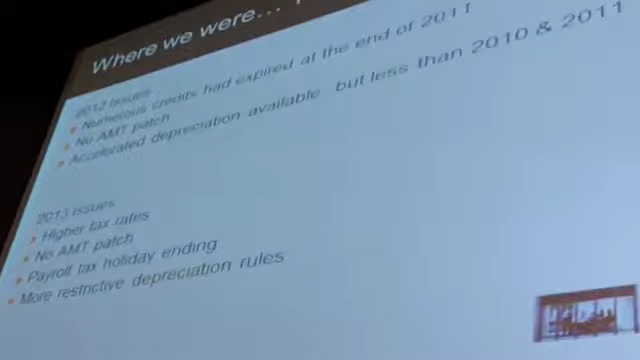 Where we were...
2012 Issues
Numerous credits had expired at the end of 2011
No AMT patch
Accelerated depreciation available but less than 2010 & 2011
2013 Issues
Higher tax rates
No AMT patch
Payroll tax holiday ending
More restrictive depreciation rules